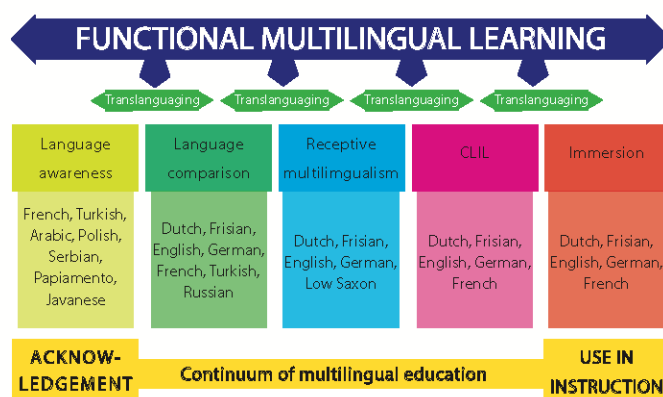 FUNCTIONAL MULTILINGUAL LEARNING
Translanguaging
Translanguaging
Translanguaging
Translanguaging
Language
awareness
Language
comparison
Receptive
multilimgualism
CLIL
Immersion
French, Turkish,
Arabic, Polish,
Serbian,
Papiamento,
Javanese
Dutch, Frisian,
English, German,
French, Turkish,
Russian
Dutch, Frisian,
English, German,
Low Saxon
Dutch, Frisian,
English, German,
French
Dutch, Frisian,
English, German,
French
ACKNOW-
LEDGEMENT
Continuum of multilingual education
USE IN
INSTRUCTION